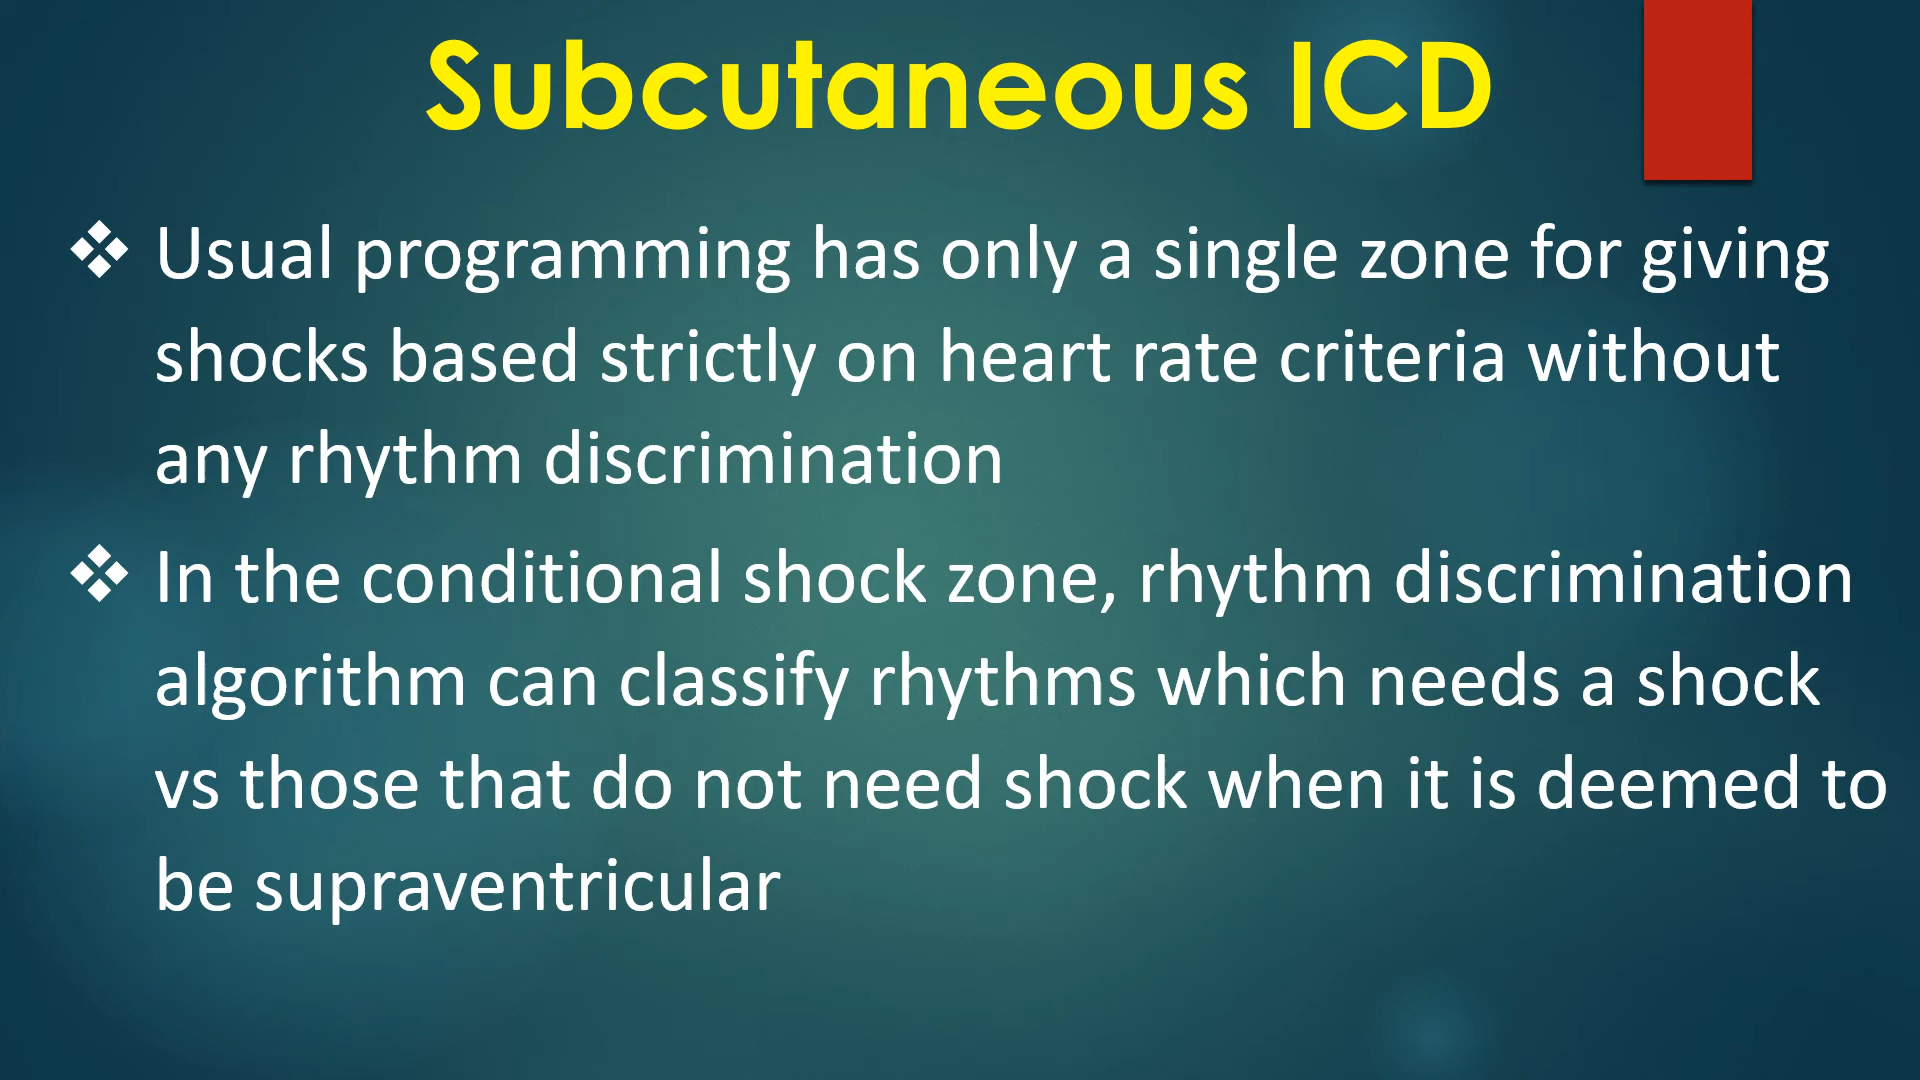 Subcutaneous ICD
❖ Usual programming has only a single zone for giving
shocks based strictly on heart rate criteria without
any rhythm discrimination
❖ In the conditional shock zone, rhythm discrimination
algorithm can classify rhythms which needs a shock
vs those that do not need shock when it is deemed to
be supraventricular